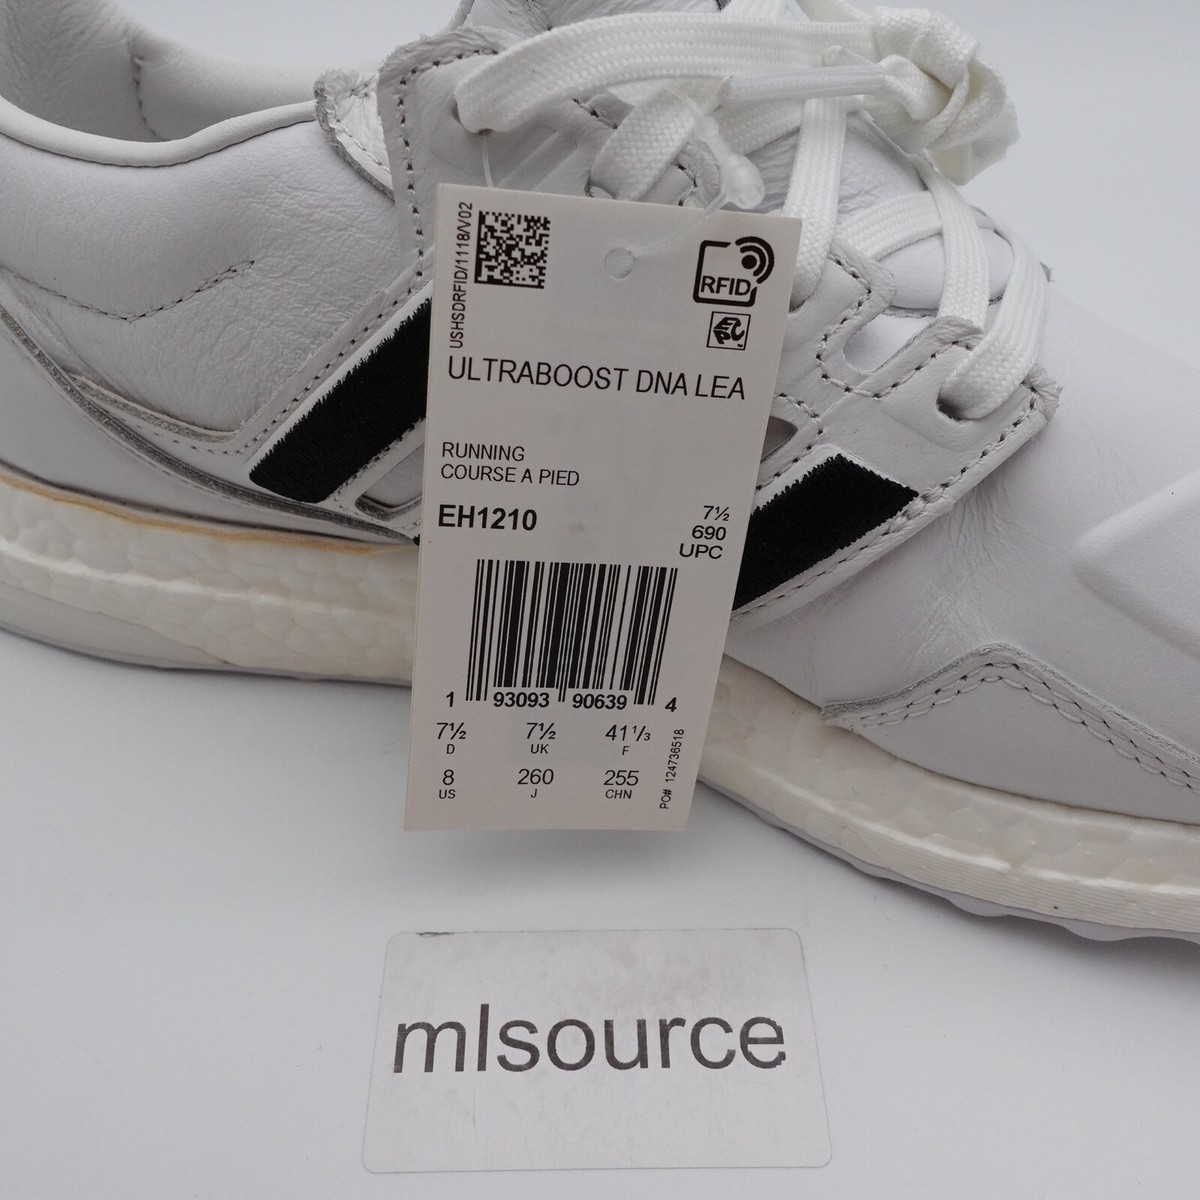 USHSDRFID/1118/V02
RFID
EPC
ULTRABOOST DNA LEA
RUNNING
COURSE A PIED
EH1210
7½
690
UPC
1 93093 90639 4
7½ 7½ 41⅓
D UK F
8 260 255
US J CHN
PO# 124736518
mlsource